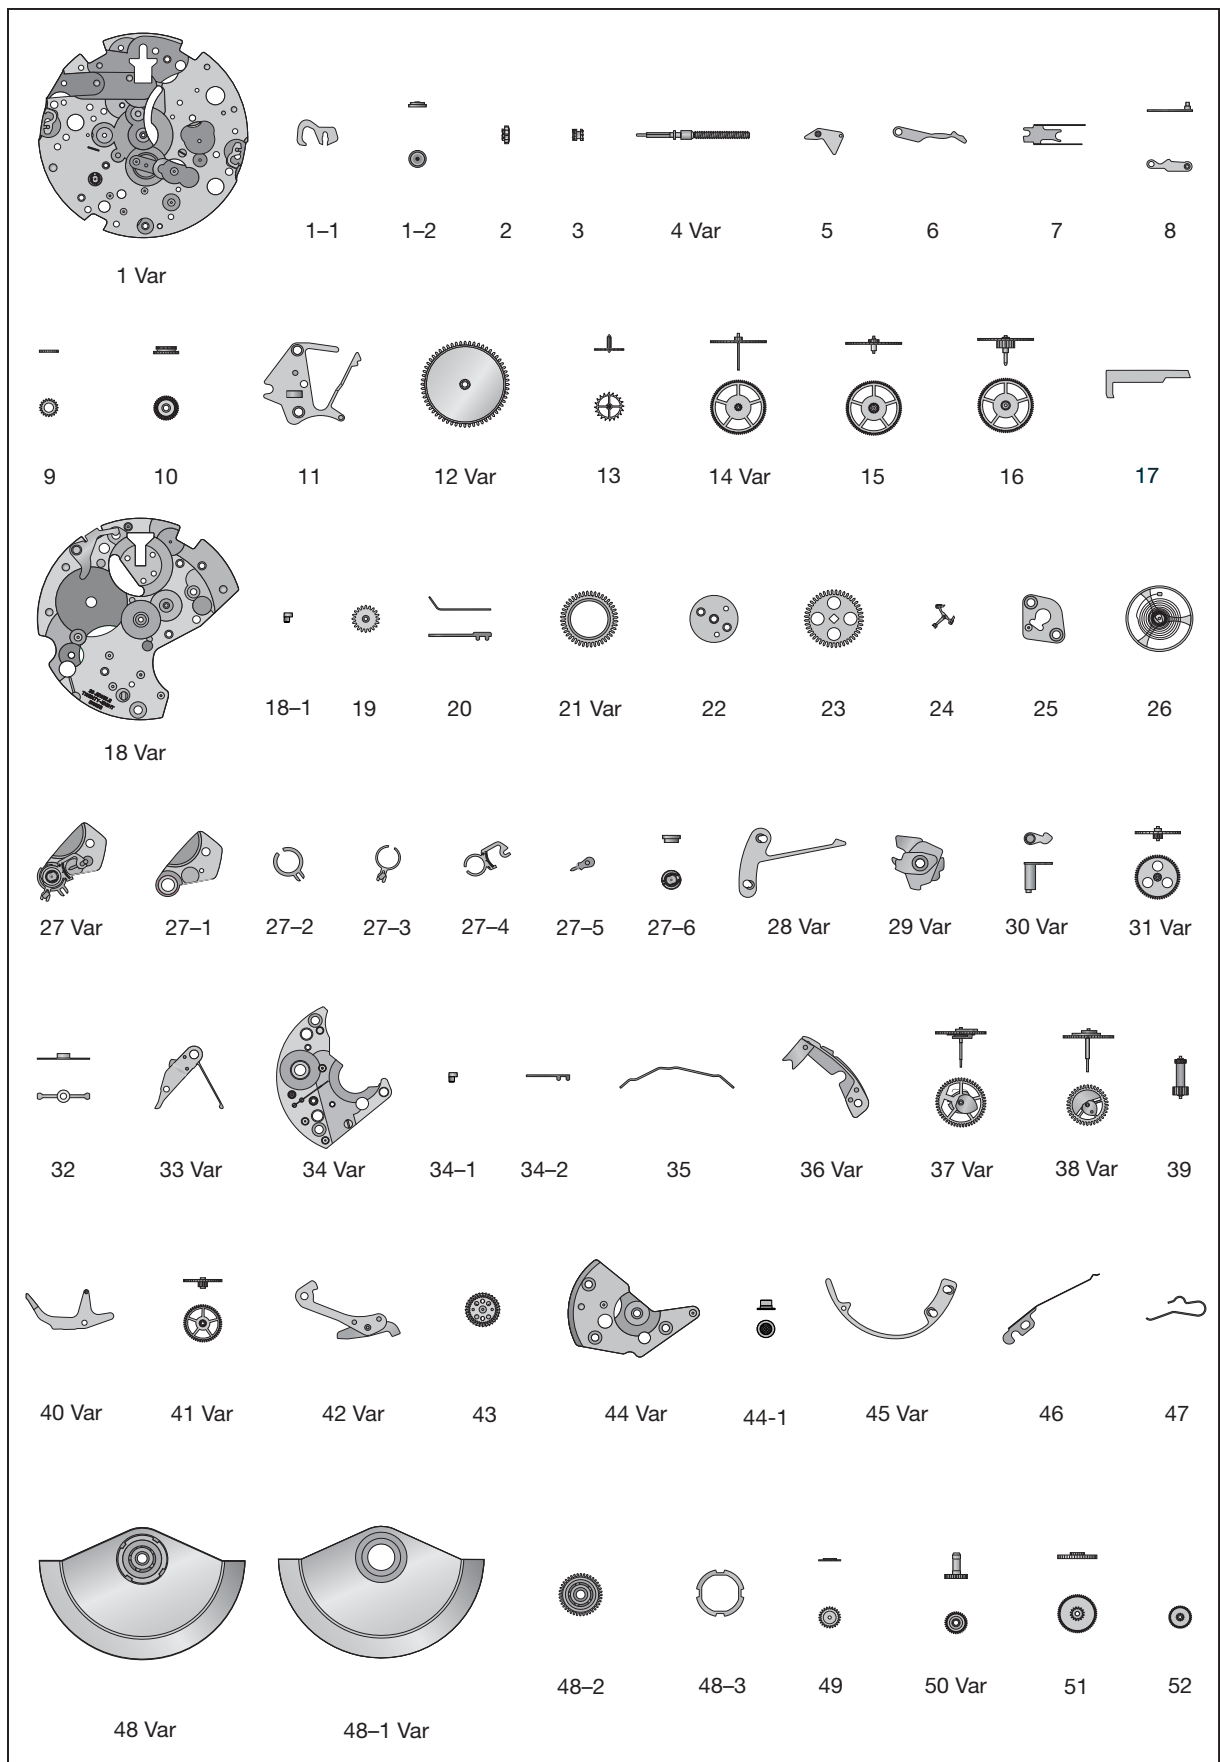 1–1 1–2 2 3 4 Var 5 6 7 8
1 Var
9 10 11 12 Var 13 14 Var 15 16 17
18–1 19 20 21 Var 22 23 24 25 26
18 Var
27 Var 27–1 27–2 27–3 27–4 27–5 27–6 28 Var 29 Var 30 Var 31 Var
32 33 Var 34 Var 34–1 34–2 35 36 Var 37 Var 38 Var 39
40 Var 41 Var 42 Var 43 44 Var 44-1 45 Var 46 47
48–2 48–3 49 50 Var 51 52
48 Var 48–1 Var